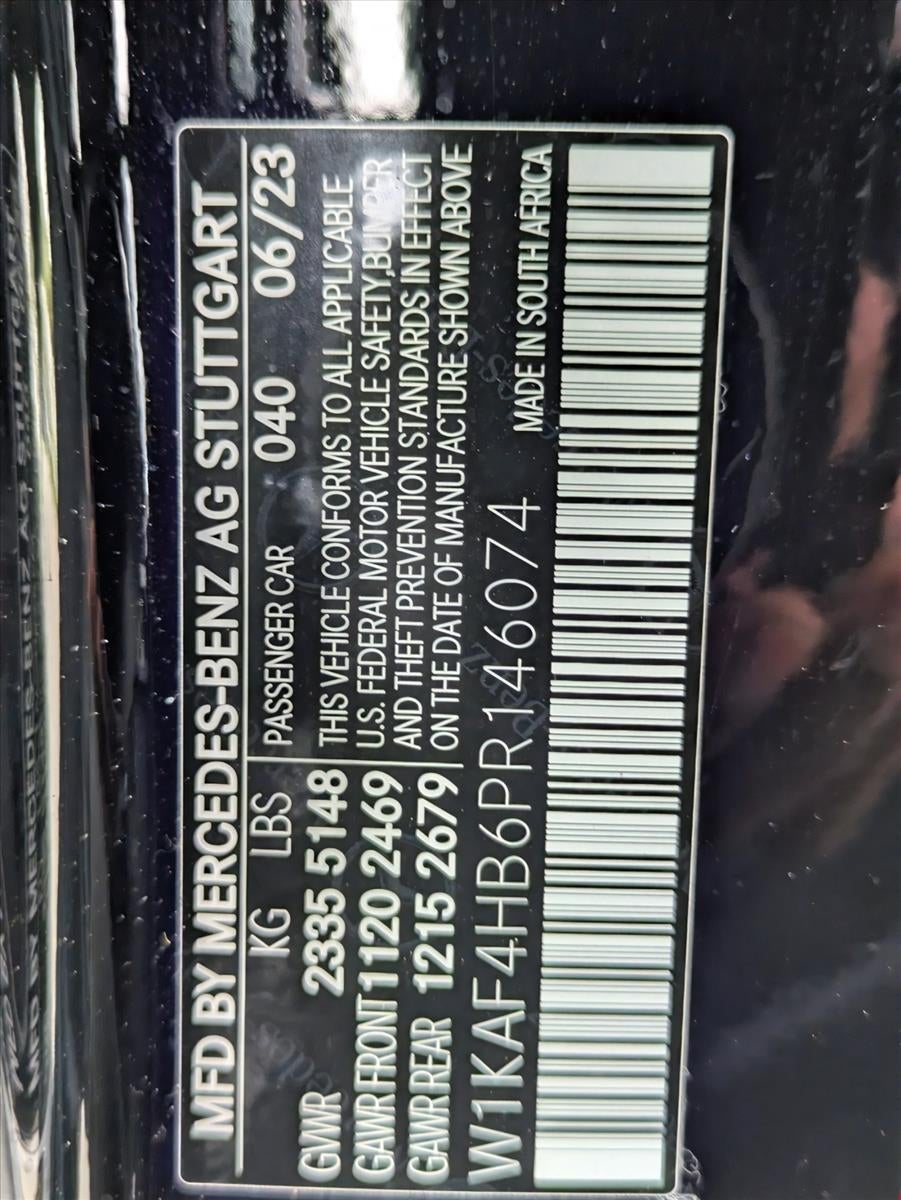 MFD BY MERCEDES-BENZ AG STUTTGART
KG LBS PASSENGER CAR 040 06/23
GVWR 2335 5148 THIS VEHICLE CONFORMS TO ALL APPLICABLE
GAWR FRONT 1120 2469 U.S. FEDERAL MOTOR VEHICLE SAFETY, BUMPER
GAWR REAR 1215 2679 AND THEFT PREVENTION STANDARDS IN EFFECT
ON THE DATE OF MANUFACTURE SHOWN ABOVE
W1KAF4HB6PR146074 MADE IN SOUTH AFRICA